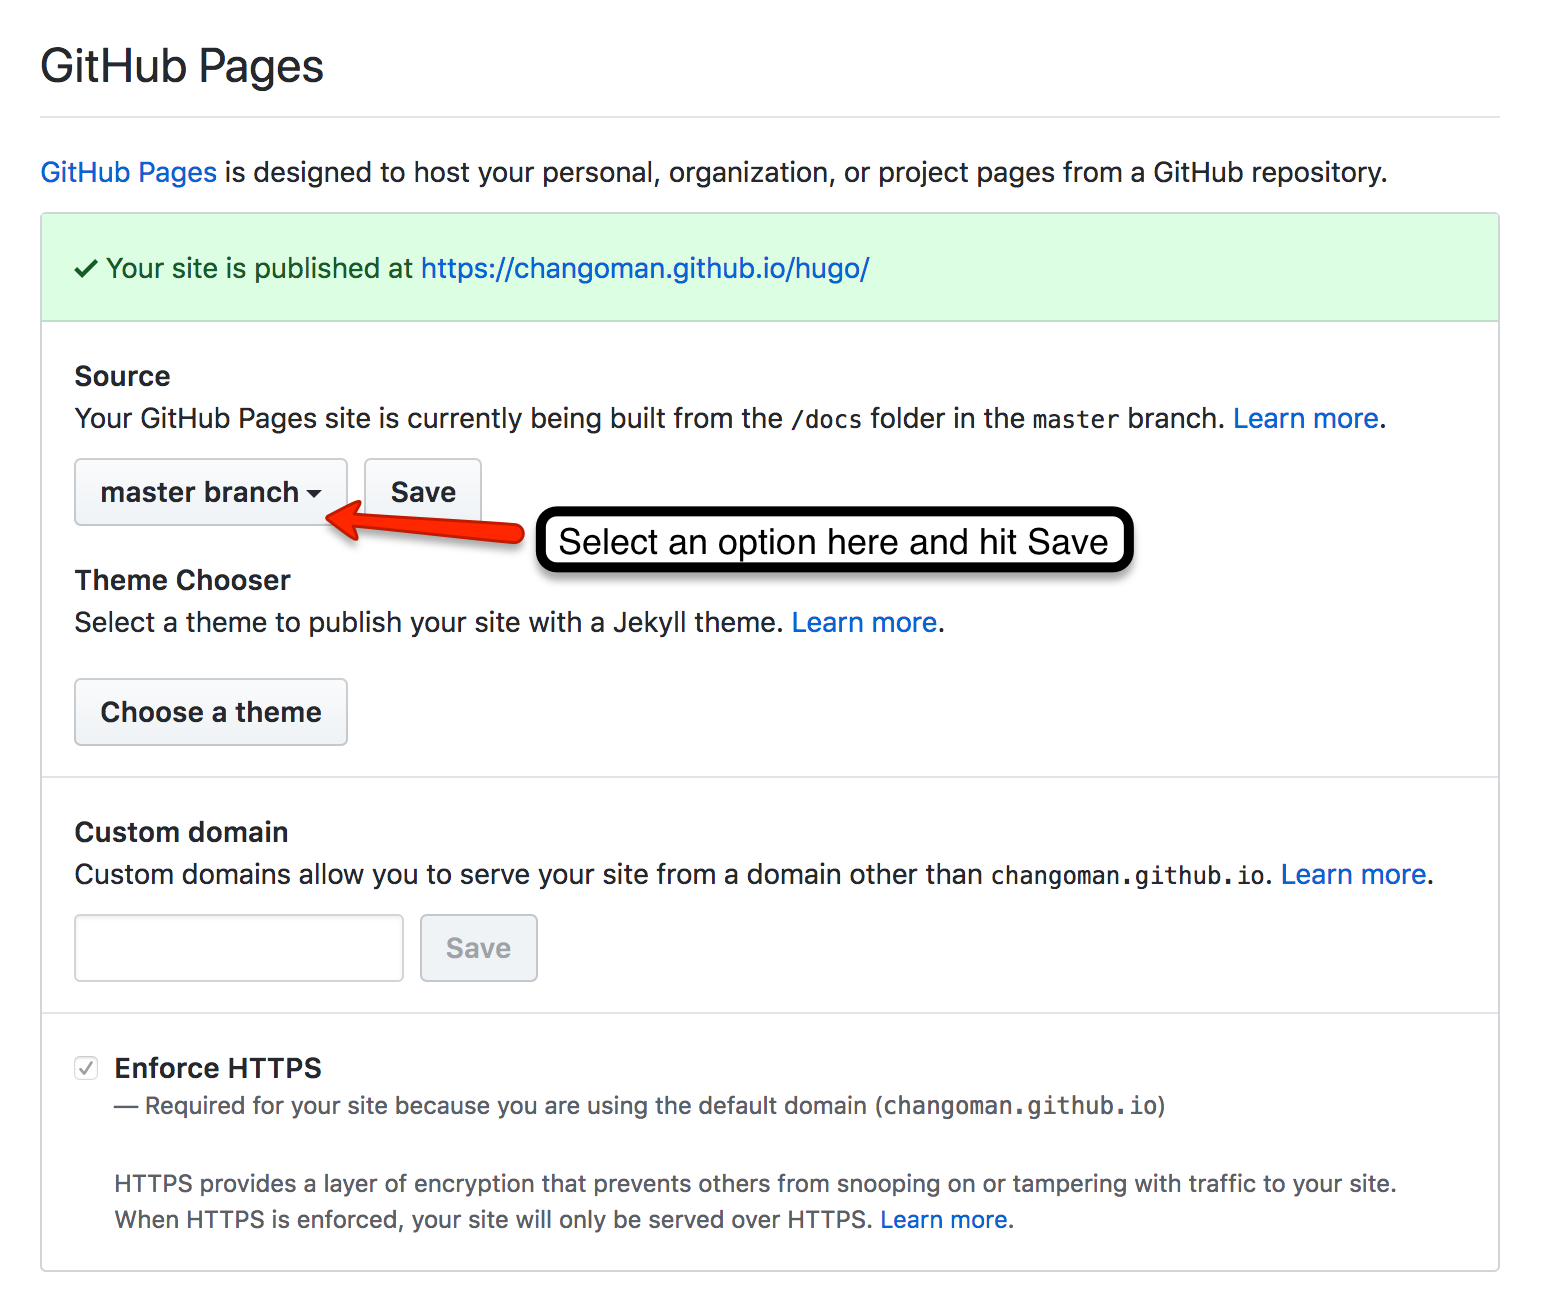 GitHub Pages
GitHub Pages is designed to host your personal, organization, or project pages from a GitHub repository.
Your site is published at https://changoman.github.io/hugo/
Source
Your GitHub Pages site is currently being built from the /docs folder in the master branch. Learn more.
master branch Save
Select an option here and hit Save
Theme Chooser
Select a theme to publish your site with a Jekyll theme. Learn more.
Choose a theme
Custom domain
Custom domains allow you to serve your site from a domain other than changoman.github.io. Learn more.
Save
Enforce HTTPS
— Required for your site because you are using the default domain (changoman.github.io)
HTTPS provides a layer of encryption that prevents others from snooping on or tampering with traffic to your site.
When HTTPS is enforced, your site will only be served over HTTPS. Learn more.